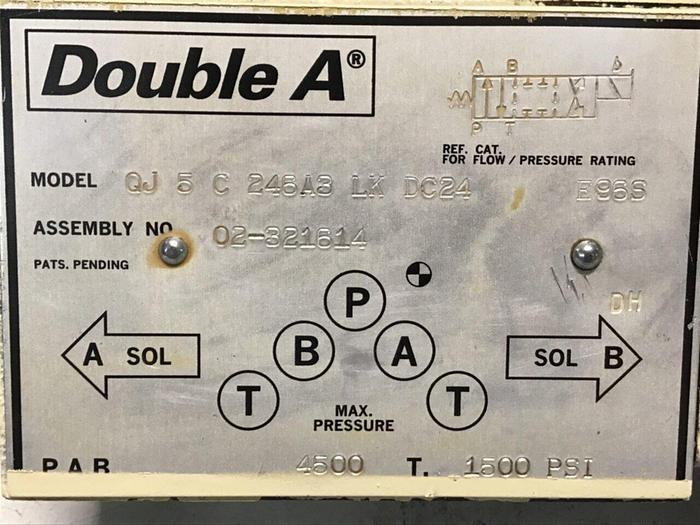 Double A®
A B b
P T
REF. CAT.
FOR FLOW / PRESSURE RATING
MODEL QJ 5 C 246A3 LK DC24 E96S
ASSEMBLY NO. 02-321614
PATS. PENDING
DH
P
A SOL B A SOL B
T T
MAX.
PRESSURE
P. A. B. 4500 T. 1500 PSI